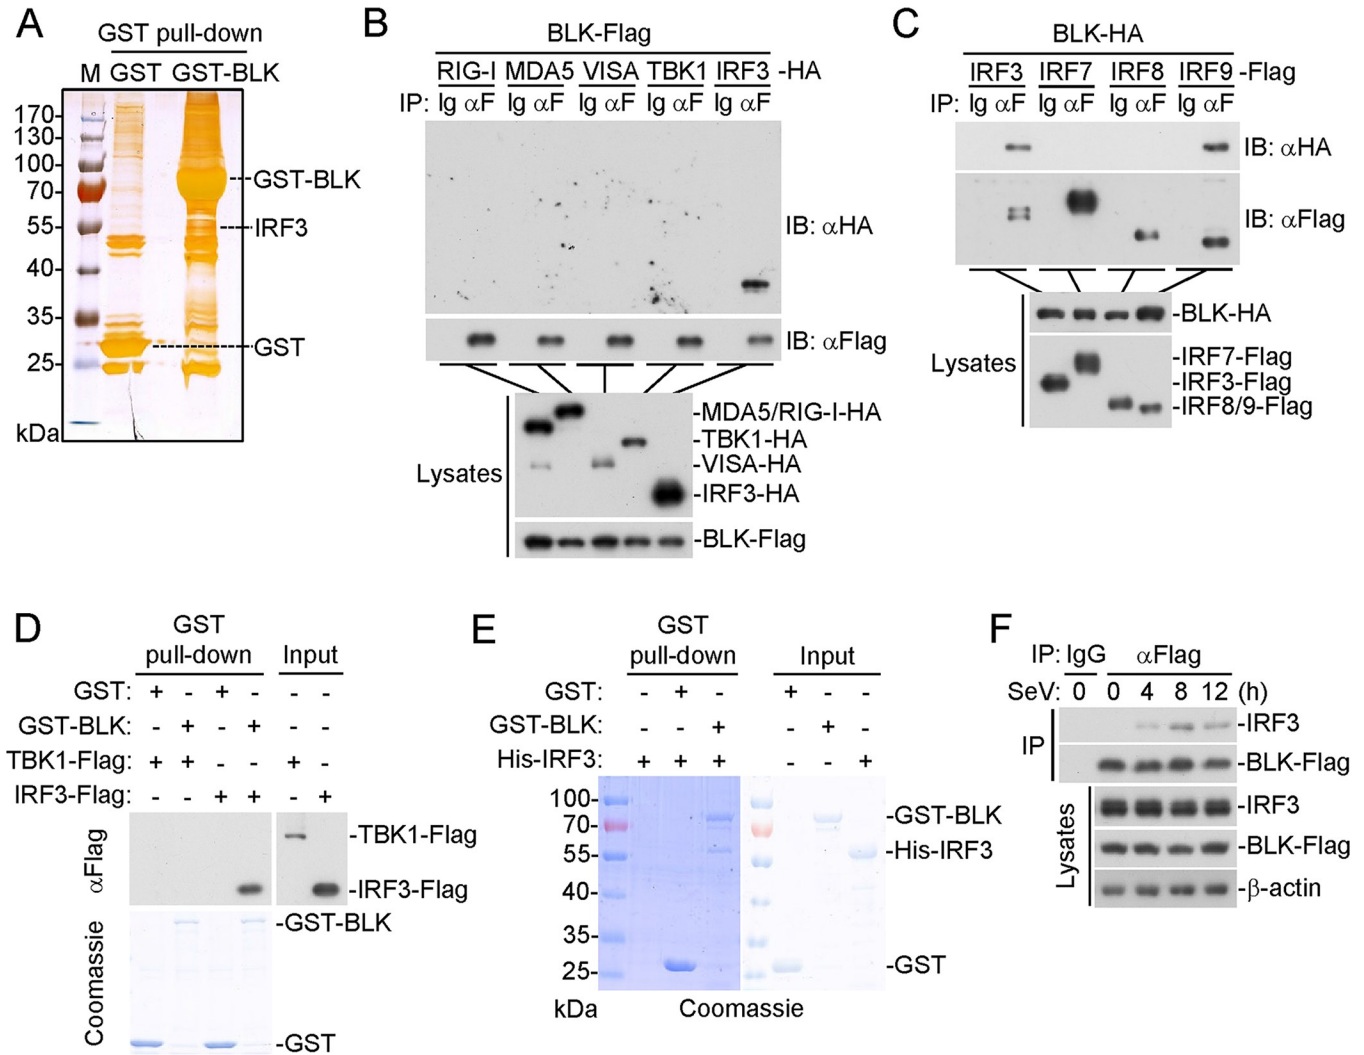 A
GST pull-down
M GST GST-BLK
170-
130-
100-
70-
55-
40-
35-
25-
kDa
GST-BLK
IRF3
GST
B
BLK-Flag
RIG-I MDA5 VISA TBK1 IRF3 -HA
IP: Ig αF Ig αF Ig αF Ig αF Ig αF
IB: αHA
IB: αFlag
Lysates
-MDA5/RIG-I-HA
-TBK1-HA
-VISA-HA
-IRF3-HA
-BLK-Flag
C
BLK-HA
IRF3 IRF7 IRF8 IRF9 -Flag
IP: Ig αF Ig αF Ig αF Ig αF
IB: αHA
IB: αFlag
Lysates
-BLK-HA
-IRF7-Flag
-IRF3-Flag
-IRF8/9-Flag
D
GST
pull-down Input
GST: + - + - - -
GST-BLK: - + - + - -
TBK1-Flag: + + - - + -
IRF3-Flag: - - + + - +
αFlag
-TBK1-Flag
-IRF3-Flag
Coomassie
-GST-BLK
-GST
E
GST
pull-down Input
GST: - + - + - -
GST-BLK: - - + - + -
His-IRF3: + + + - - +
100-
70-
55-
40-
35-
25-
kDa
-GST-BLK
-His-IRF3
-GST
Coomassie
F
IP: IgG αFlag
SeV: 0 0 4 8 12 (h)
IP
-IRF3
-BLK-Flag
Lysates
-IRF3
-BLK-Flag
-β-actin